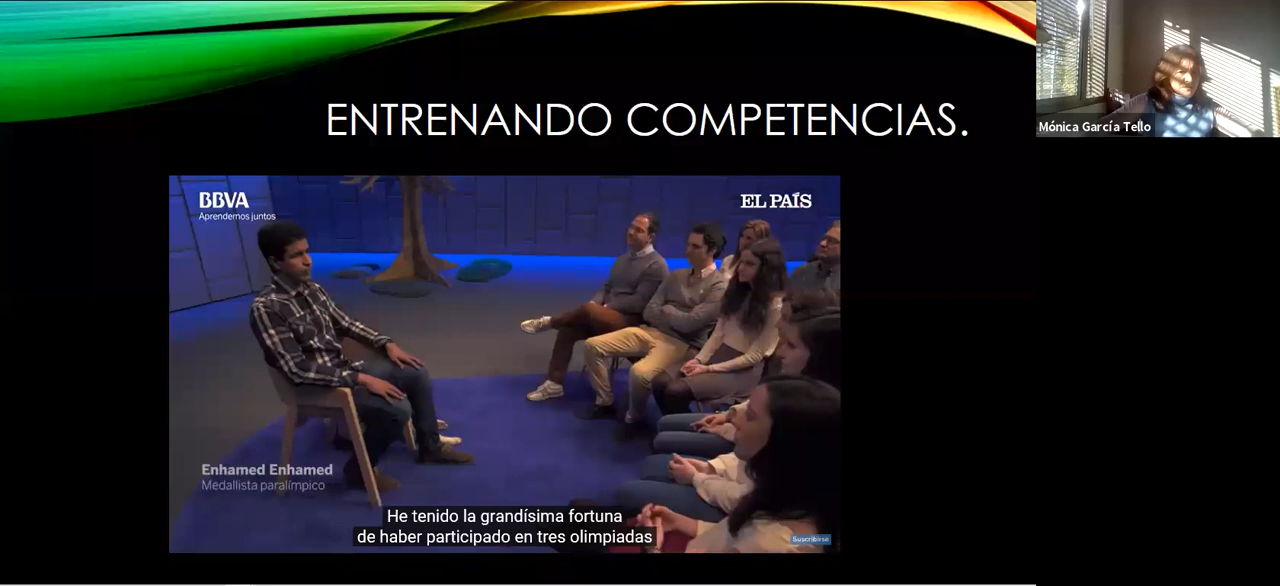 ENTRENANDO COMPETENCIAS.
Mónica García Tello
BBVA
Aprendemos juntos
EL PAÍS
Enhamed Enhamed
Medallista paralímpico
He tenido la grandísima fortuna
de haber participado en tres olimpiadas
Suscribirse